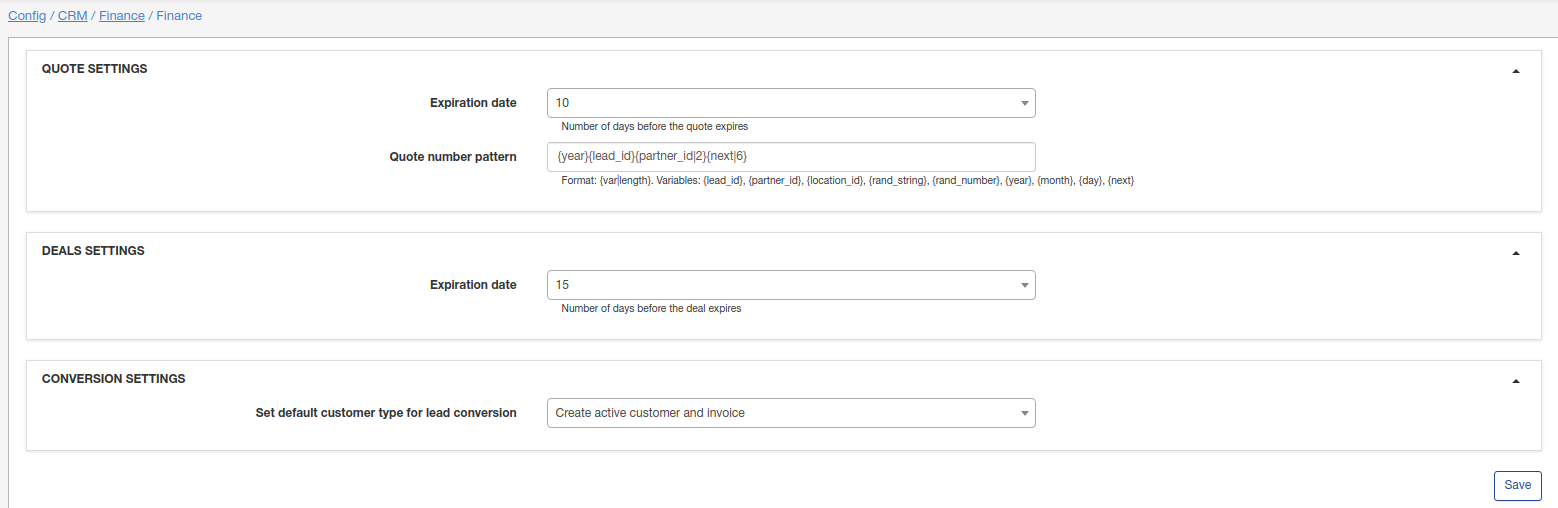 Config / CRM / Finance / Finance
QUOTE SETTINGS
Expiration date 10
Number of days before the quote expires
Quote number pattern {year}{lead_id}{partner_id|2}{next|6}
Format: {var|length}. Variables: {lead_id}, {partner_id}, {location_id}, {rand_string}, {rand_number}, {year}, {month}, {day}, {next}
DEALS SETTINGS
Expiration date 15
Number of days before the deal expires
CONVERSION SETTINGS
Set default customer type for lead conversion Create active customer and invoice
Save